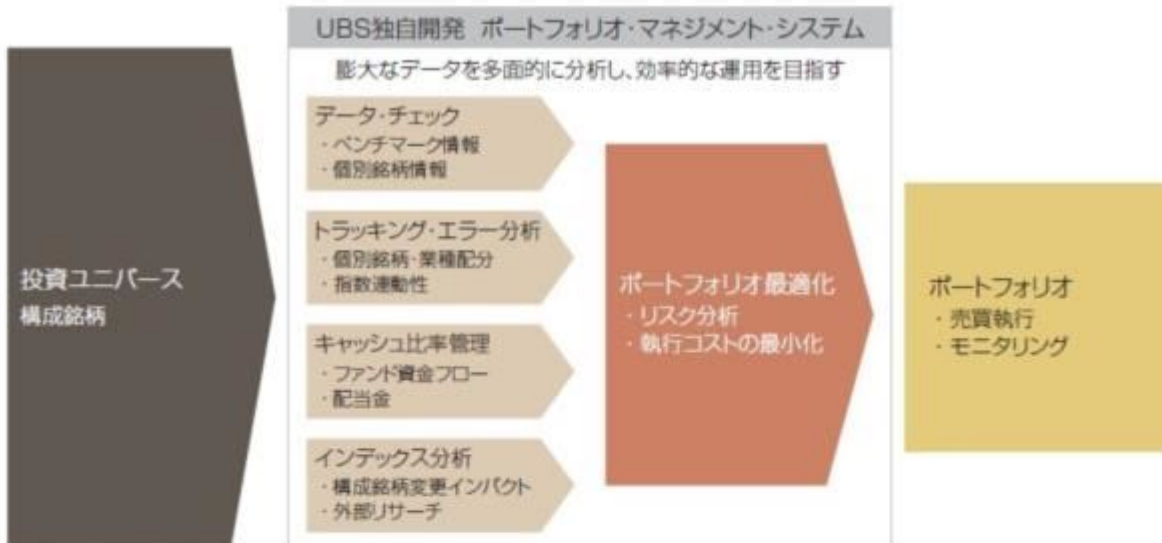 UBS独自開発 ポートフォリオ・マネジメント・システム
膨大なデータを多面的に分析し、効率的な運用を目指す
投資ユニバース
構成銘柄
データ・チェック
・ベンチマーク情報
・個別銘柄情報
トラッキング・エラー分析
・個別銘柄・業種配分
・指数連動性
キャッシュ比率管理
・ファンド資金フロー
・配当金
インデックス分析
・構成銘柄変更インパクト
・外部リサーチ
ポートフォリオ最適化
・リスク分析
・執行コストの最小化
ポートフォリオ
・売買執行
・モニタリング